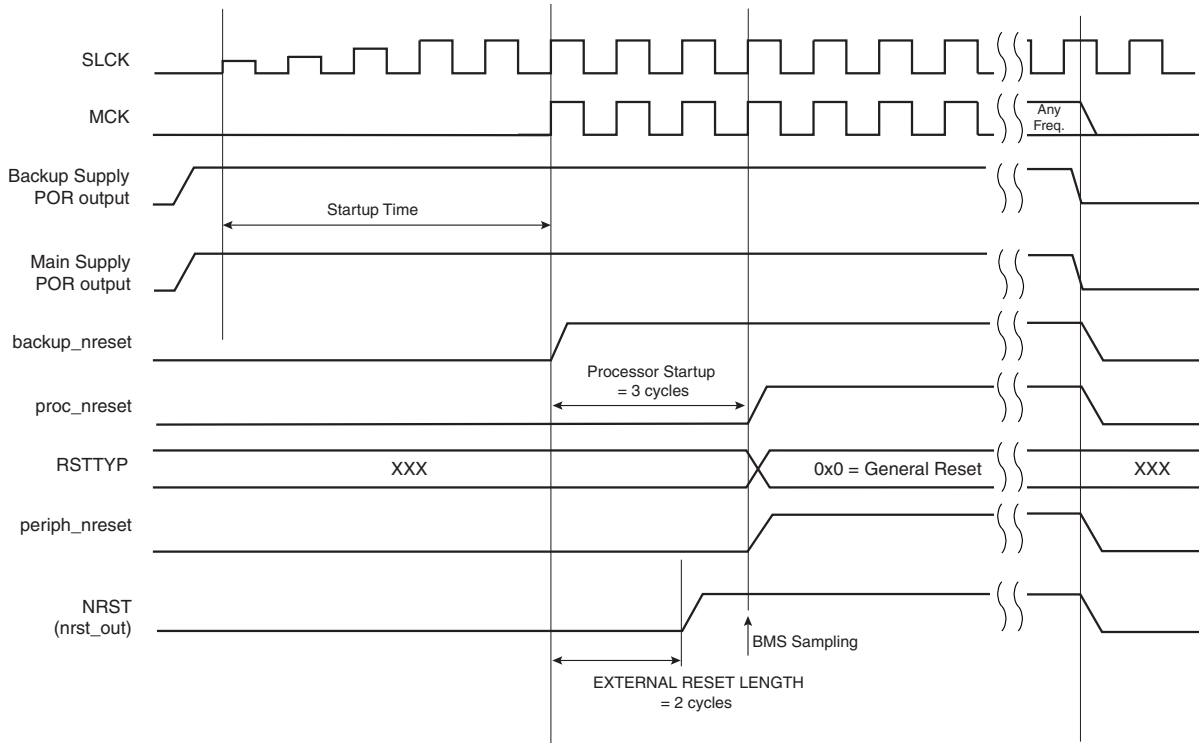 SLCK
MCK
Any
Freq.
Backup Supply
POR output
Startup Time
Main Supply
POR output
backup_nreset
Processor Startup
= 3 cycles
proc_nreset
RSTTYP
XXX
0x0 = General Reset
XXX
periph_nreset
NRST
(nrst_out)
BMS Sampling
EXTERNAL RESET LENGTH
= 2 cycles